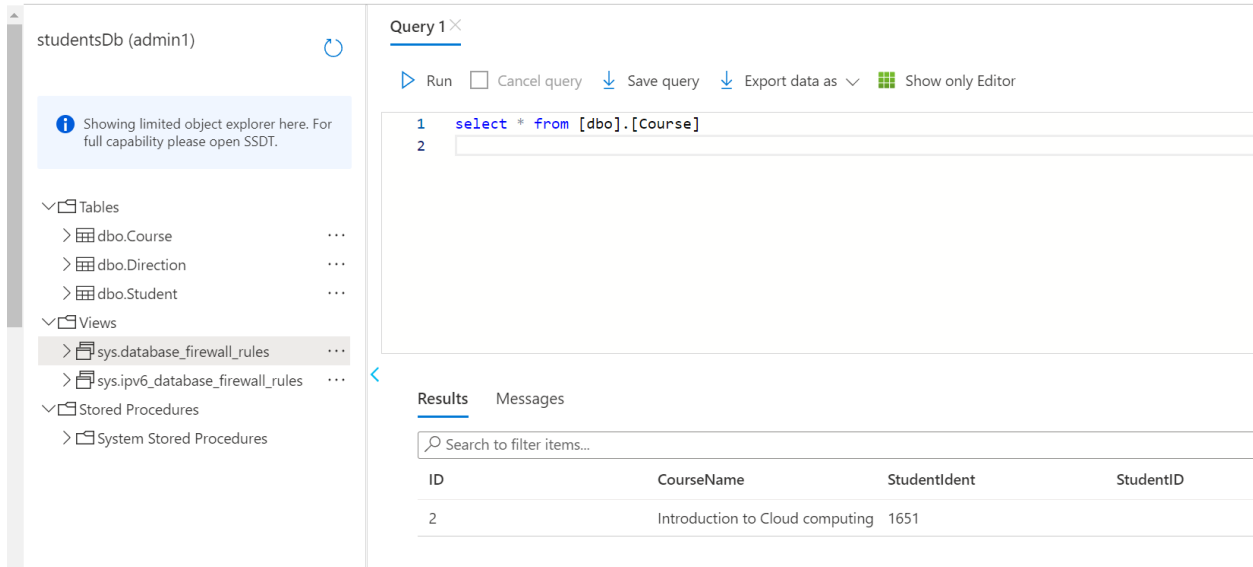 studentsDb (admin1)
Showing limited object explorer here. For
full capability please open SSDT.
Tables
dbo.Course ...
dbo.Direction ...
dbo.Student ...
Views
sys.database_firewall_rules ...
sys.ipv6_database_firewall_rules ...
Stored Procedures
System Stored Procedures
Query 1
Run Cancel query Save query Export data as Show only Editor
1 select * from [dbo].[Course]
2
Results Messages
Search to filter items...
ID CourseName StudentIdent StudentID
2 Introduction to Cloud computing 1651